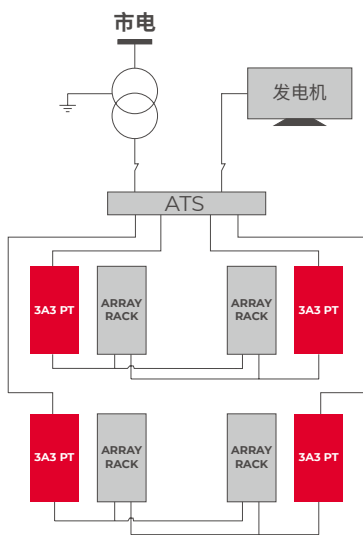 市电
发电机
ATS
3A3 PT
ARRAY
RACK
ARRAY
RACK
3A3 PT
3A3 PT
ARRAY
RACK
ARRAY
RACK
3A3 PT